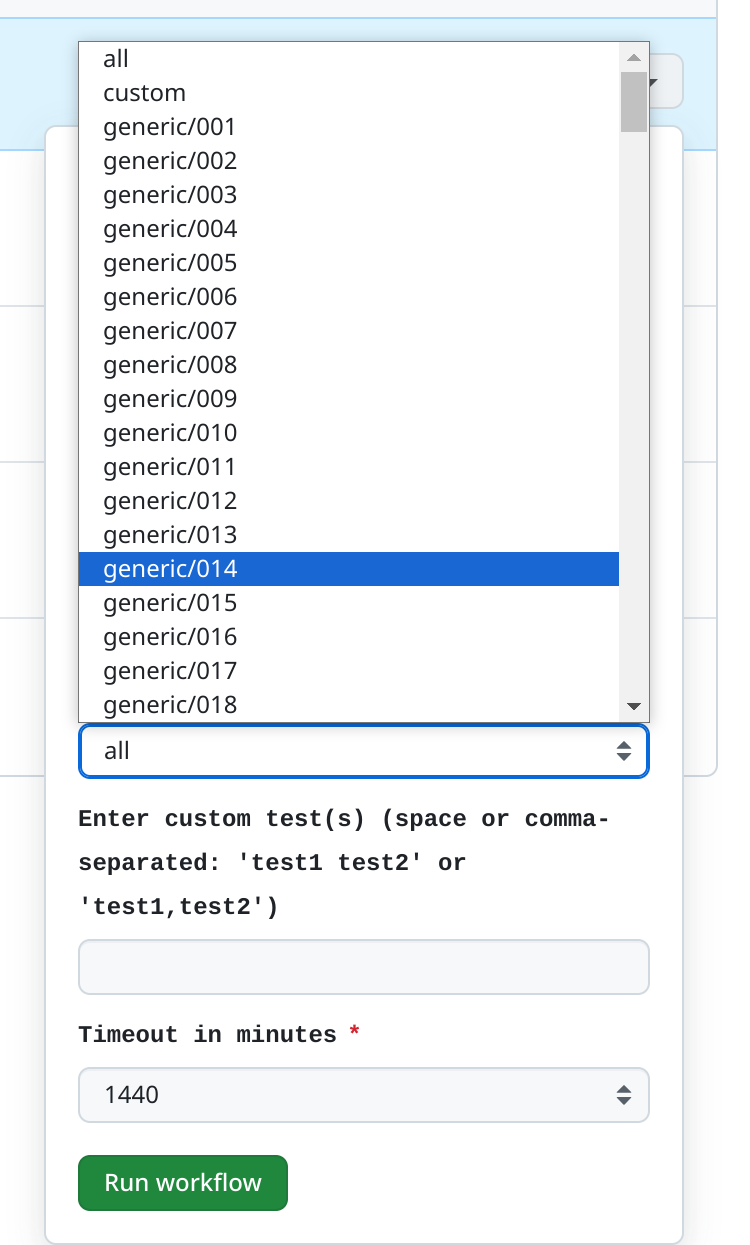 all
custom
generic/001
generic/002
generic/003
generic/004
generic/005
generic/006
generic/007
generic/008
generic/009
generic/010
generic/011
generic/012
generic/013
generic/014
generic/015
generic/016
generic/017
generic/018
all
Enter custom test(s) (space or comma-
separated: 'test1 test2' or
'test1,test2')
Timeout in minutes *
1440
Run workflow